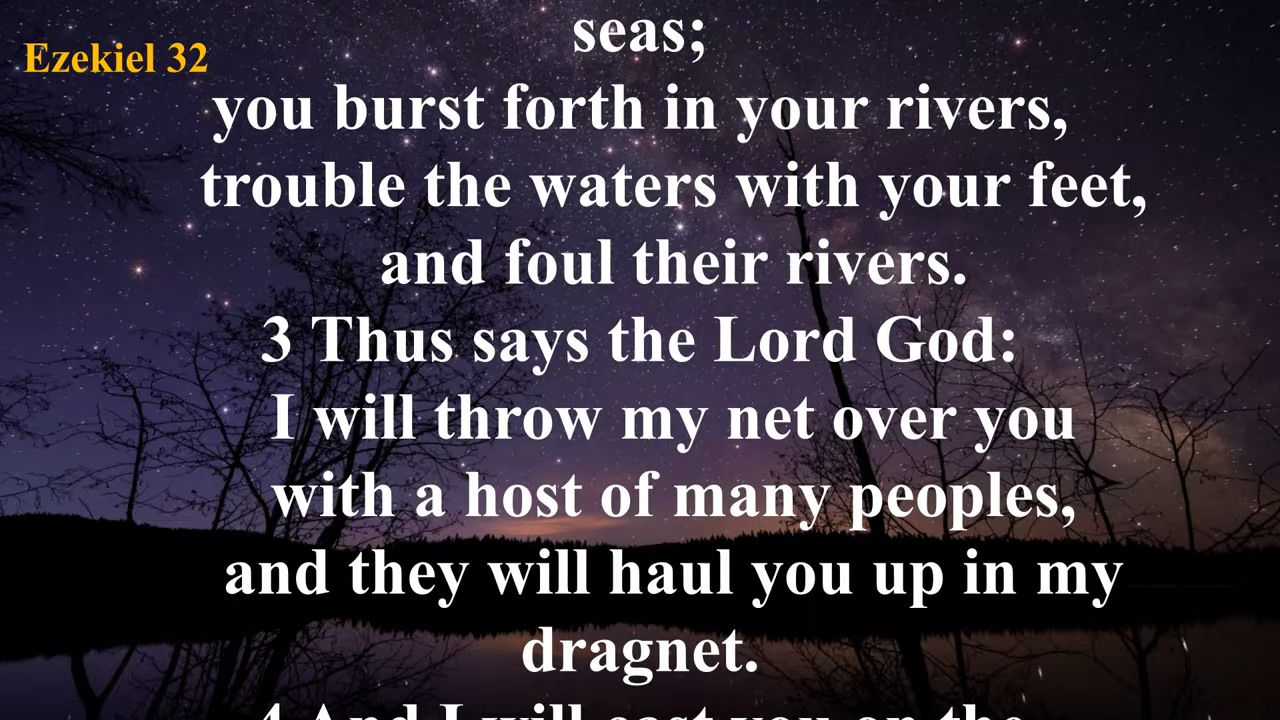 seas;
Ezekiel 32
you burst forth in your rivers,
trouble the waters with your feet,
and foul their rivers.
3 Thus says the Lord God:
I will throw my net over you
with a host of many peoples,
and they will haul you up in my
dragnet.
4 And I will cast you on the